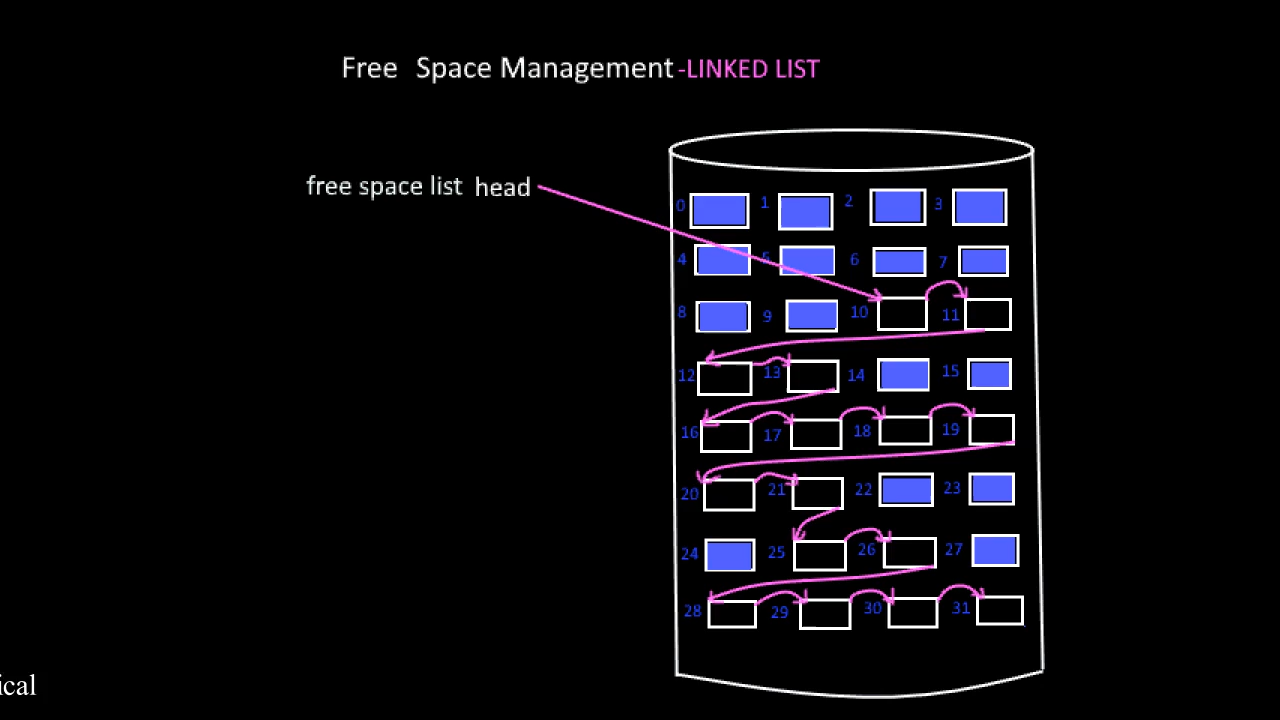 Free Space Management -LINKED LIST
free space list head
0 1 2 3
4 5 6 7
8 9 10 11
12 13 14 15
16 17 18 19
20 21 22 23
24 25 26 27
28 29 30 31
ical